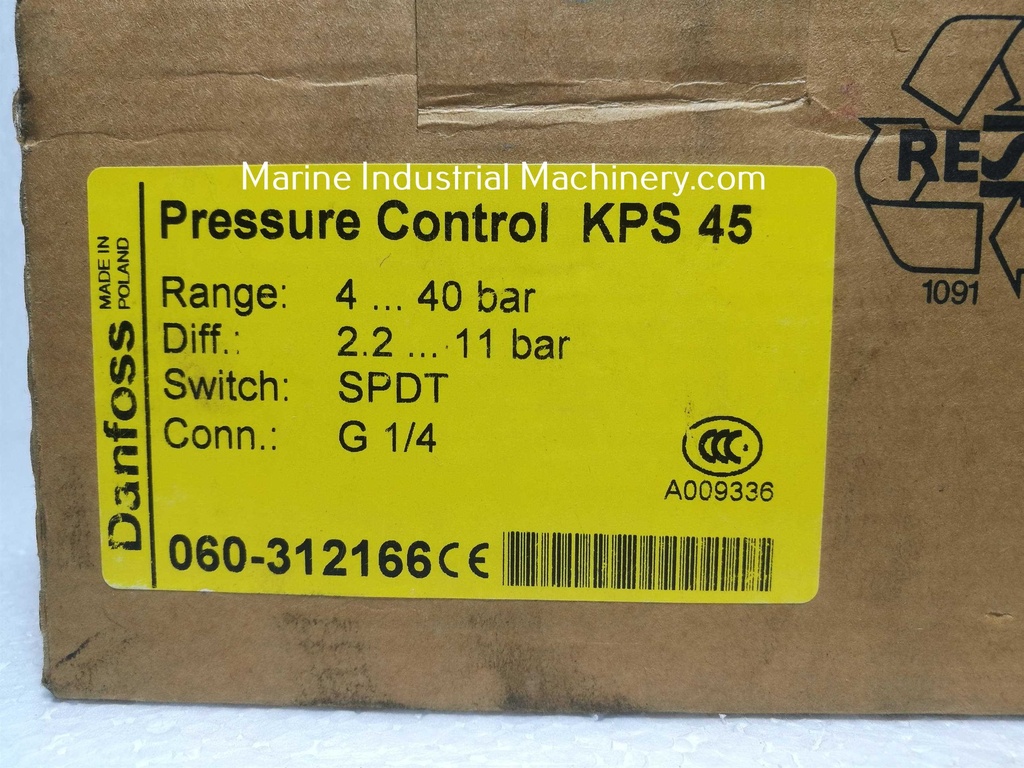 Marine Industrial Machinery.com
Pressure Control KPS 45
Range: 4 ... 40 bar
Diff.: 2.2 ... 11 bar
Switch: SPDT
Conn.: G 1/4
CCC
A009336
060-312166 CE
Danfoss
MADE IN
POLAND
RES
1091